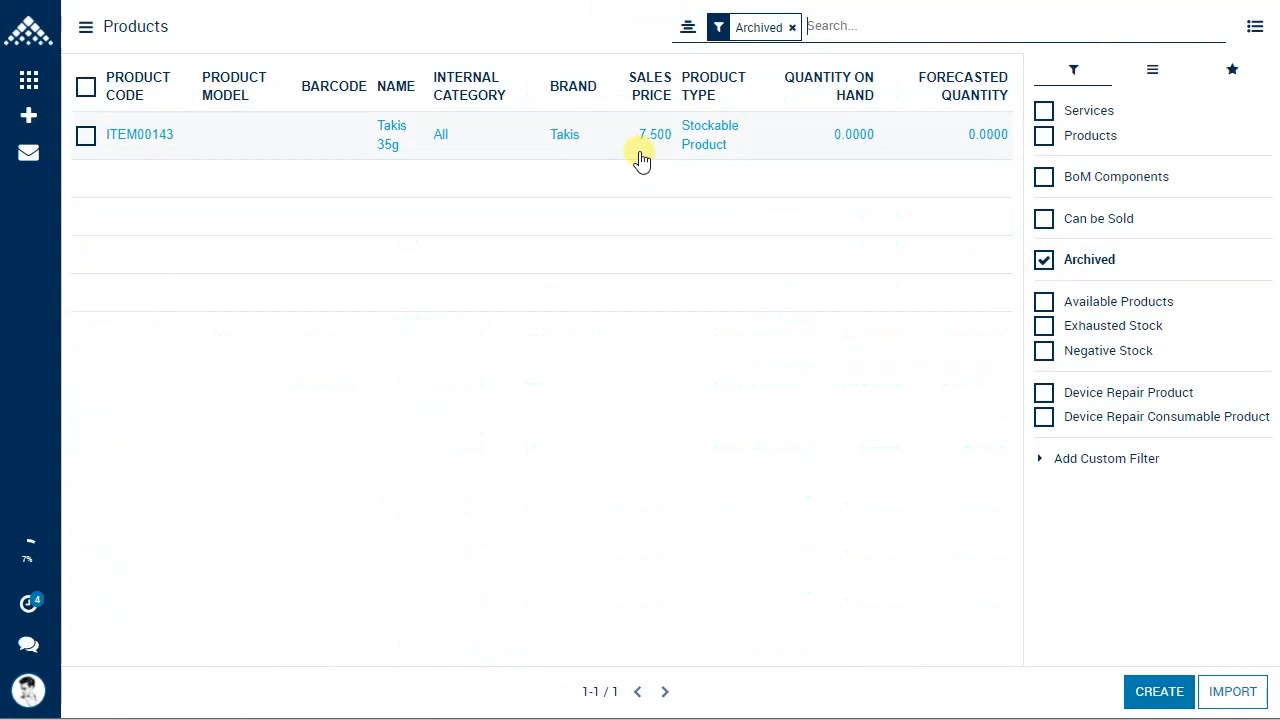 Products
Archived ×
Search...
PRODUCT CODE
PRODUCT MODEL
BARCODE
NAME
INTERNAL CATEGORY
BRAND
SALES PRICE
PRODUCT TYPE
QUANTITY ON HAND
FORECASTED QUANTITY
ITEM00143
Takis 35g
All
Takis
7.500
Stockable Product
0.0000
0.0000
Services
Products
BoM Components
Can be Sold
Archived
Available Products
Exhausted Stock
Negative Stock
Device Repair Product
Device Repair Consumable Product
Add Custom Filter
7%
4
1-1 / 1
CREATE
IMPORT